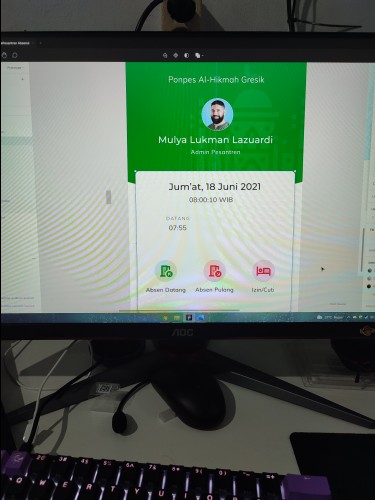 Ponpes Al-Hikmah Gresik
Mulya Lukman Lazuardi
Admin Pesantren
Jum'at, 18 Juni 2021
08:00:10 WIB
DATANG
07:55
Absen Datang
Absen Pulang
Izin/Cuti
AOC
Q W E R T Y U I O P